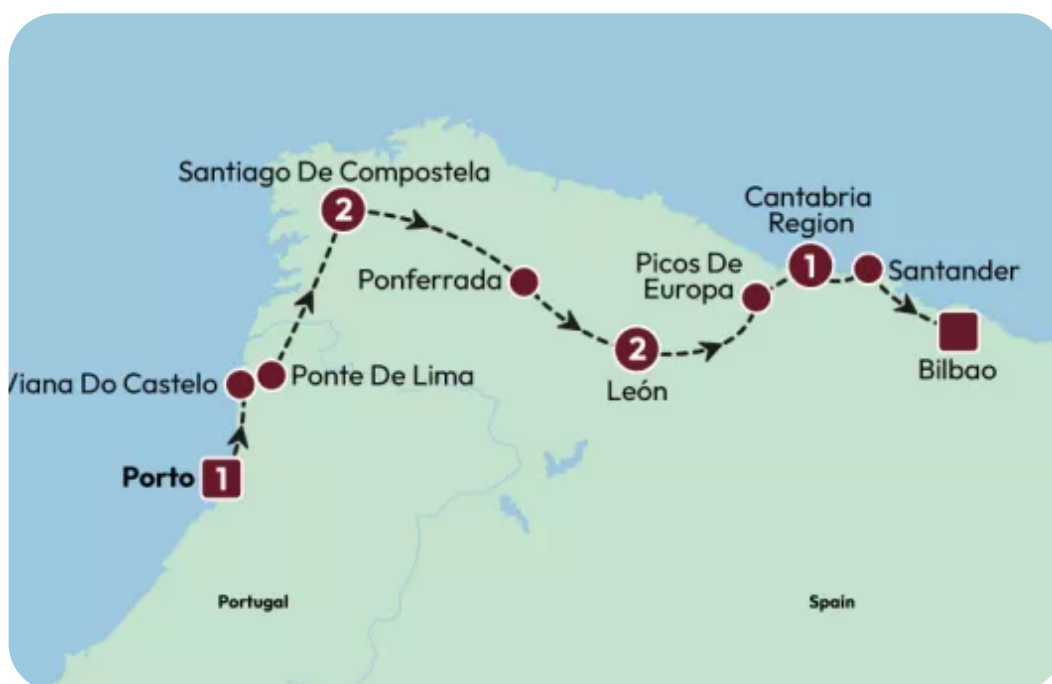 Santiago De Compostela
2
Cantabria
Region
1
Picos De
Europa
Santander
Ponferrada
2
León
Bilbao
Viana Do Castelo
Ponte De Lima
Porto
1
Portugal
Spain